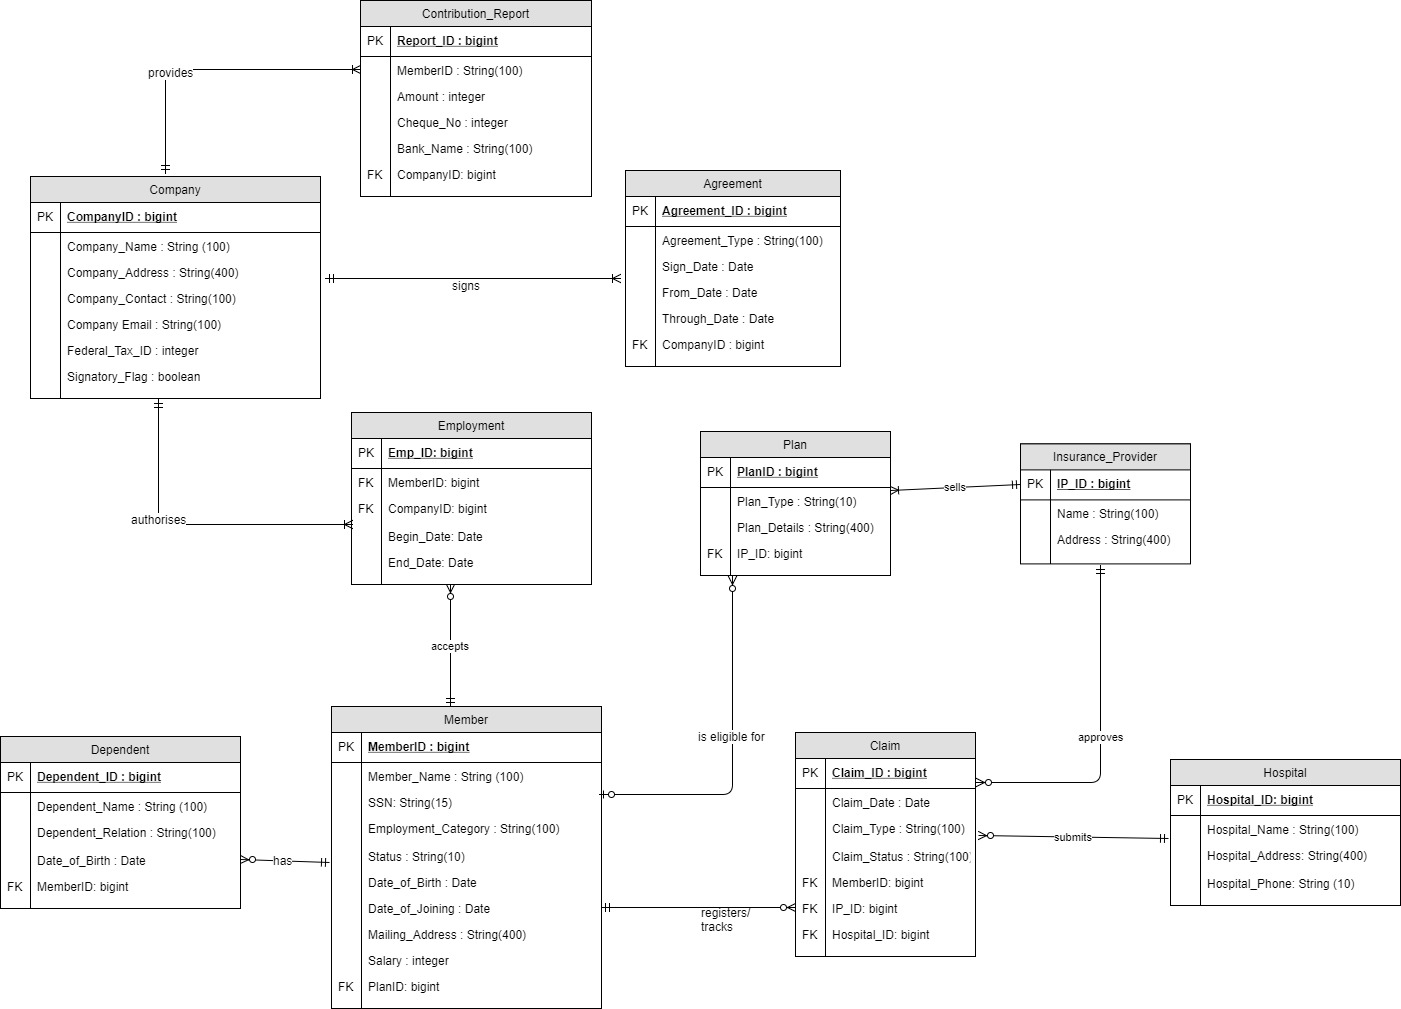 Contribution_Report
PK Report_ID : bigint
MemberID : String(100)
Amount : integer
Cheque_No : integer
Bank_Name : String(100)
FK CompanyID: bigint
provides
Company
PK CompanyID : bigint
Company_Name : String (100)
Company_Address : String(400)
Company_Contact : String(100)
Company Email : String(100)
Federal_Tax_ID : integer
Signatory_Flag : boolean
signs
Agreement
PK Agreement_ID : bigint
Agreement_Type : String(100)
Sign_Date : Date
From_Date : Date
Through_Date : Date
FK CompanyID : bigint
authorises
Employment
PK Emp_ID: bigint
FK MemberID: bigint
FK CompanyID: bigint
Begin_Date: Date
End_Date: Date
accepts
Plan
PK PlanID : bigint
Plan_Type : String(10)
Plan_Details : String(400)
FK IP_ID: bigint
sells
Insurance_Provider
PK IP_ID : bigint
Name : String(100)
Address : String(400)
is eligible for
approves
Dependent
PK Dependent_ID : bigint
Dependent_Name : String (100)
Dependent_Relation : String(100)
Date_of_Birth : Date
FK MemberID: bigint
has
Member
PK MemberID : bigint
Member_Name : String (100)
SSN: String(15)
Employment_Category : String(100)
Status : String(10)
Date_of_Birth : Date
Date_of_Joining : Date
Mailing_Address : String(400)
Salary : integer
FK PlanID: bigint
registers/
tracks
Claim
PK Claim_ID : bigint
Claim_Date : Date
Claim_Type : String(100)
Claim_Status : String(100)
FK MemberID: bigint
FK IP_ID: bigint
FK Hospital_ID: bigint
submits
Hospital
PK Hospital_ID: bigint
Hospital_Name : String(100)
Hospital_Address: String(400)
Hospital_Phone: String (10)